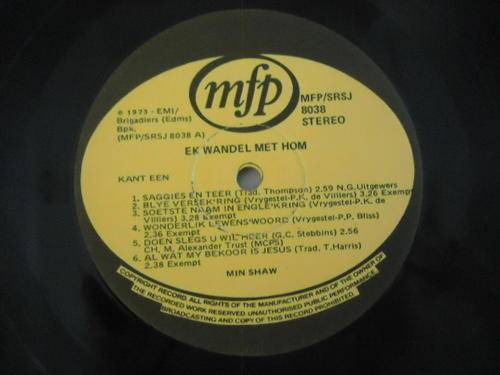 mfp
© 1973 - EMI/
Brigadiers (Edms)
Bpk.
(MFP/SRSJ 8038 A)
MFP/SRSJ
8038
STEREO
EK WANDEL MET HOM
KANT EEN
1. SAGGIES EN TEER (Trad. Thompson) 2.59 N.G. Uitgewers
2. BLYE VERSEK'RING (Vrygestel-P.K. de Villiers) 3.26 Exempt
3. SOETSTE NAAM IN ENGLE'KRING (Vrygestel-P.K. de
Villiers) 3.28 Exempt
4. WONDERLIK LEWENS'WOORD (Vrygestel-P.P. Bliss)
2.36 Exempt
5. DOEN SLEGS U WIL HEER (G.C. Stebbins) 2.56
CH, M, Alexander Trust (MCPS)
6. AL WAT MY BEKOOR IS JESUS (Trad. T. Harris)
2.38 Exempt
MIN SHAW
COPYRIGHT RECORD. ALL RIGHTS OF THE MANUFACTURER AND OF THE OWNER OF
THE RECORDED WORK RESERVED. UNAUTHORISED PUBLIC PERFORMANCE
BROADCASTING AND COPY OF THIS RECORD PROHIBITED.